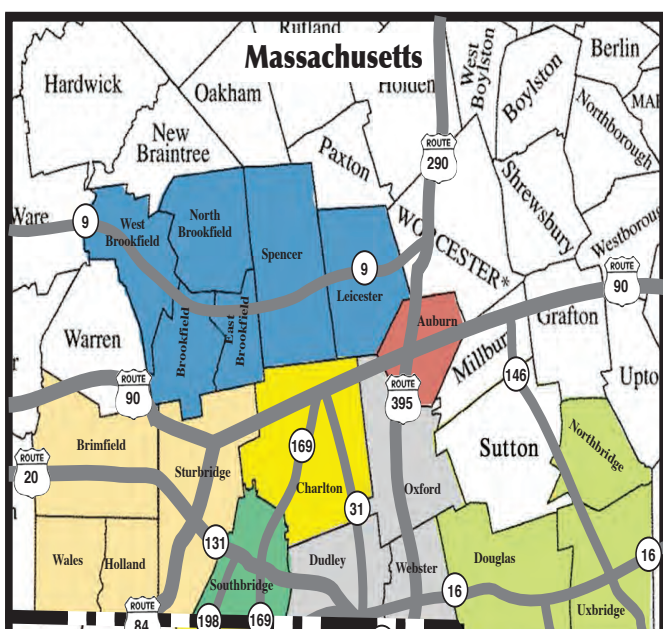 Rutland
Massachusetts
Hardwick
Oakham
Holden
West
Boylston
Boylston
Berlin
Northborough
New
Braintree
Paxton
ROUTE
290
Shrewsbury
Westborou
Ware
9
West
Brookfield
North
Brookfield
Spencer
9
Leicester
WORCESTER*
ROUTE
90
Warren
Brookfield
East
Brookfield
Auburn
Millbur
Grafton
Upto
ROUTE
90
ROUTE
395
146
Brimfield
ROUTE
20
Sturbridge
169
Charlton
31
Oxford
Sutton
Northbridge
131
Wales
Holland
Southbridge
Dudley
Webster
Douglas
16
16
Uxbridge
ROUTE
84
198
169